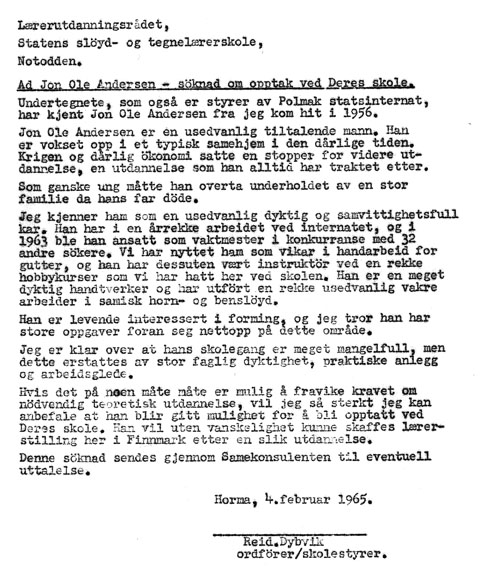 Lærerutdanningsrådet,
Statens slöyd- og tegnelærerskole,
Notodden.
Ad Jon Ole Andersen - söknad om opptak ved Deres skole.
Undertegnete, som også er styrer av Polmak statsinternat,
har kjent Jon Ole Andersen fra jeg kom hit i 1956.
Jon Ole Andersen er en usedvanlig tiltalende mann. Han
er vokset opp i et typisk samehjem i den dårlige tiden.
Krigen og dårlig ökonomi satte en stopper for videre ut-
dannelse, en utdannelse som han alltid har traktet etter.
Som ganske ung måtte han overta underholdet av en stor
familie da hans far döde.
Jeg kjenner ham som en usedvanlig dyktig og samvittighetsfull
kar. Han har i en årrekke arbeidet ved internatet, og i
1963 ble han ansatt som vaktmester i konkurranse med 32
andre sökere. Vi har nyttet ham som vikar i handarbeid for
gutter, og han har dessuten vært instruktör ved en rekke
hobbykurser som vi har hatt her ved skolen. Han er en meget
dyktig handtverker og har utfört en rekke usedvanlig vakre
arbeider i samisk horn- og benslöyd.
Han er levende interessert i forming, og jeg tror han har
store oppgaver foran seg nettopp på dette område.
Jeg er klar over at hans skolegang er meget mangelfull, men
dette erstattes av stor faglig dyktighet, praktiske anlegg
og arbeidsglede.
Hvis det på noen måte måte er mulig å fravike kravet om
nödvendig teoretisk utdannelse, vil jeg så sterkt jeg kan
anbefale at han blir gitt mulighet for å bli opptatt ved
Deres skole. Han vil uten vanskelighet kunne skaffes lærer-
stilling her i Finnmark etter en slik utdannelse.
Denne söknad sendes gjennom Samekonsulenten til eventuell
uttalelse.
Horma, 4.februar 1965.
Reid.Dybvik
ordförer/skolestyrer.